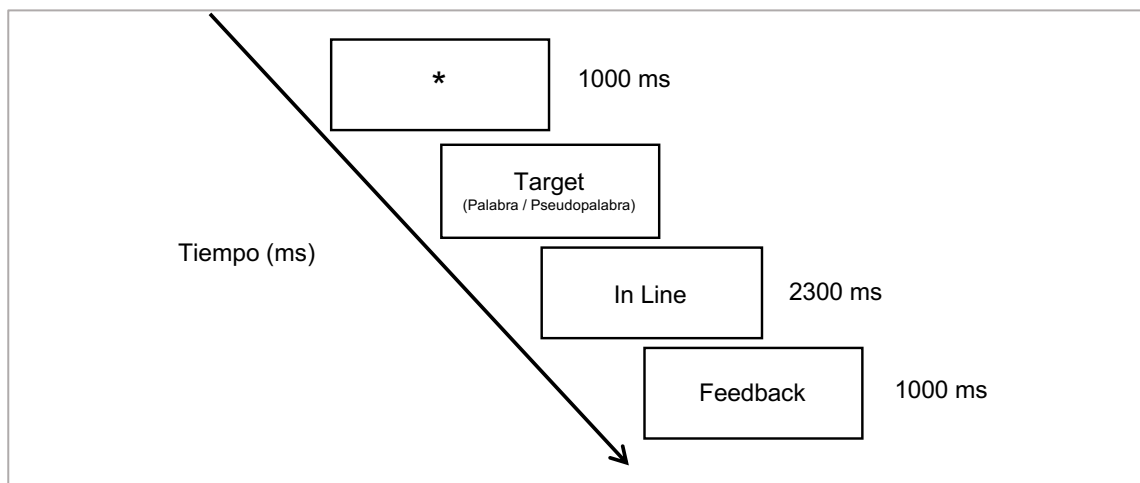 *
1000 ms
Target
(Palabra / Pseudopalabra)
Tiempo (ms)
In Line
2300 ms
Feedback
1000 ms